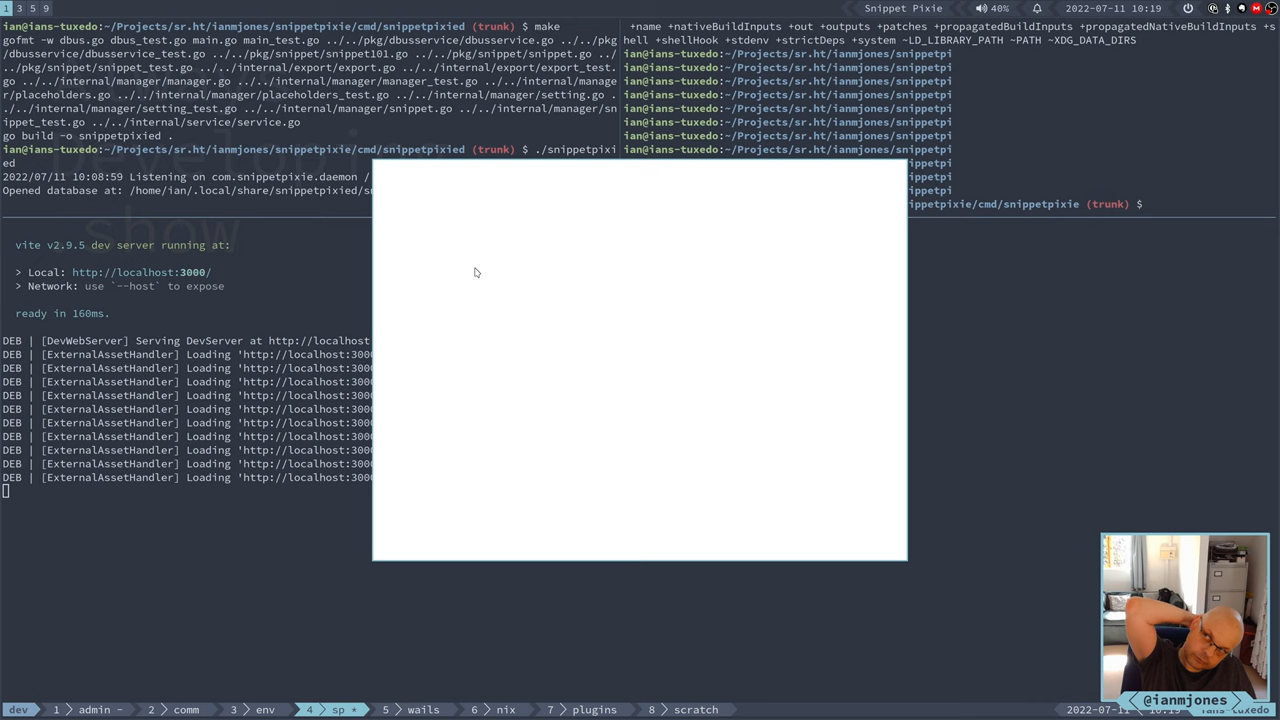 1 3 5 9
Snippet Pixie
40%
2022-07-11 10:19
ian@ians-tuxedo:~/Projects/sr.ht/ianmjones/cmd/snippetpixied (trunk) $ make
gofmt -w dbus.go dbus_test.go main.go main_test.go ../../pkg/dbusservice/dbusservice.go ../../pkg
/dbusservice/dbusservice_test.go ../../pkg/snippet/snippet101.go ../../pkg/snippet/snippet.go ../
../pkg/snippet/snippet_test.go ../../internal/export/export.go ../../internal/export/export_test.
go ../../internal/manager/manager.go ../../internal/manager/manager_test.go ../../internal/manage
r/placeholders.go ../../internal/manager/placeholders_test.go ../../internal/manager/setting.go .
./../internal/manager/setting_test.go ../../internal/manager/snippet.go ../../internal/manager/sn
ippet_test.go ../../internal/service/service.go
go build -o snippetpixied .
ian@ians-tuxedo:~/Projects/sr.ht/ianmjones/cmd/snippetpixied (trunk) $ ./snippetpixi
ed
2022/07/11 10:08:59 Listening on com.snippetpixie.daemon /
Opened database at: /home/ian/.local/share/snippetpixied/s
+name +nativeBuildInputs +out +outputs +patches +propagatedBuildInputs +propagatedNativeBuildInputs +s
hell +shellHook +stdenv +strictDeps +system ~LD_LIBRARY_PATH ~PATH ~XDG_DATA_DIRS
ian@ians-tuxedo:~/Projects/sr.ht/ianmjones/snippetpi
ian@ians-tuxedo:~/Projects/sr.ht/ianmjones/snippetpi
ian@ians-tuxedo:~/Projects/sr.ht/ianmjones/snippetpi
ian@ians-tuxedo:~/Projects/sr.ht/ianmjones/snippetpi
ian@ians-tuxedo:~/Projects/sr.ht/ianmjones/snippetpi
ian@ians-tuxedo:~/Projects/sr.ht/ianmjones/snippetpi
ian@ians-tuxedo:~/Projects/sr.ht/ianmjones/snippetpi
ian@ians-tuxedo:~/Projects/sr.ht/ianmjones/snippetpi
ippetpi
ippetpi
ippetpi
ippetpixie/cmd/snippetpixie (trunk) $
show
vite v2.9.5 dev server running at:
> Local: http://localhost:3000/
> Network: use `--host` to expose
ready in 160ms.
DEB | [DevWebServer] Serving DevServer at http://localhost
DEB | [ExternalAssetHandler] Loading 'http://localhost:300
DEB | [ExternalAssetHandler] Loading 'http://localhost:300
DEB | [ExternalAssetHandler] Loading 'http://localhost:300
DEB | [ExternalAssetHandler] Loading 'http://localhost:300
DEB | [ExternalAssetHandler] Loading 'http://localhost:300
DEB | [ExternalAssetHandler] Loading 'http://localhost:300
DEB | [ExternalAssetHandler] Loading 'http://localhost:300
DEB | [ExternalAssetHandler] Loading 'http://localhost:300
DEB | [ExternalAssetHandler] Loading 'http://localhost:300
DEB | [ExternalAssetHandler] Loading 'http://localhost:300
@ianmjones
dev 1 admin - 2 comm 3 env 4 sp * 5 wails 6 nix 7 plugins 8 scratch
2022-07-11 ians-tuxedo